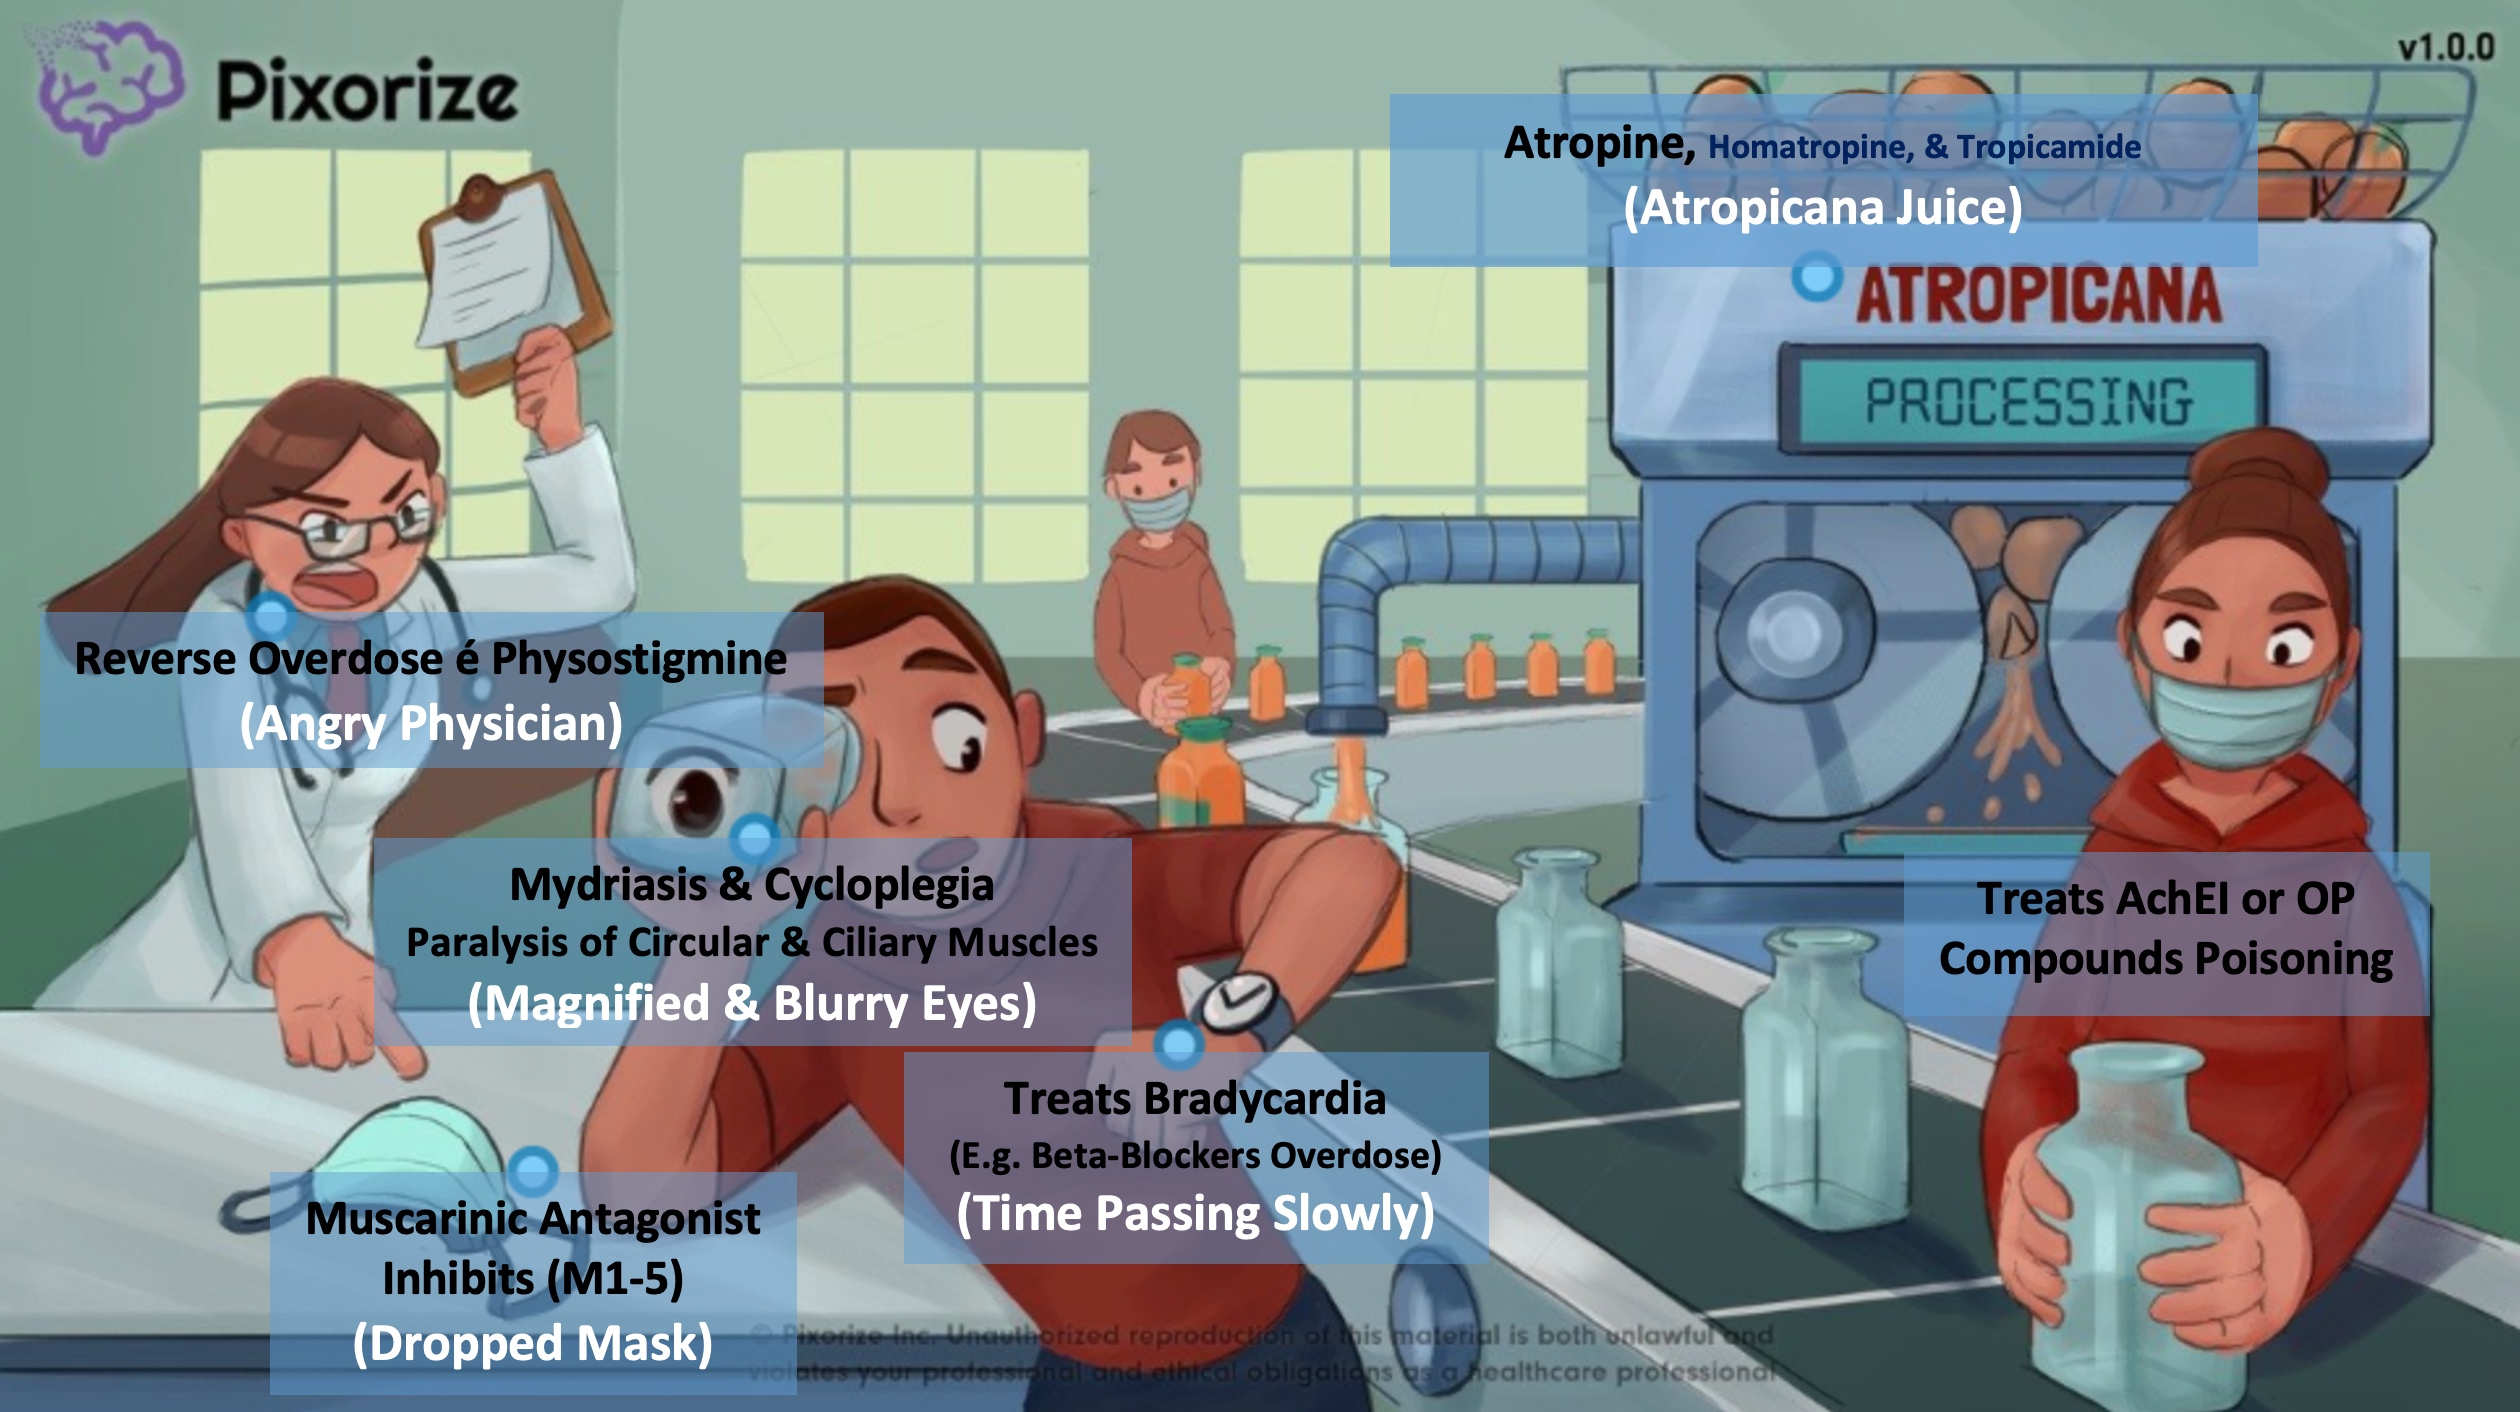 Pixorize
v1.0.0
Atropine, Homatropine, & Tropicamide
(Atropicana Juice)
ATROPICANA
PROCESSING
Reverse Overdose é Physostigmine
(Angry Physician)
Mydriasis & Cycloplegia
Paralysis of Circular & Ciliary Muscles
(Magnified & Blurry Eyes)
Treats AchEI or OP
Compounds Poisoning
Treats Bradycardia
(E.g. Beta-Blockers Overdose)
(Time Passing Slowly)
Muscarinic Antagonist
Inhibits (M1-5)
(Dropped Mask)
© Pixorize Inc. Unauthorized reproduction of this material is both unlawful and
violates your professional and ethical obligations as a healthcare professional